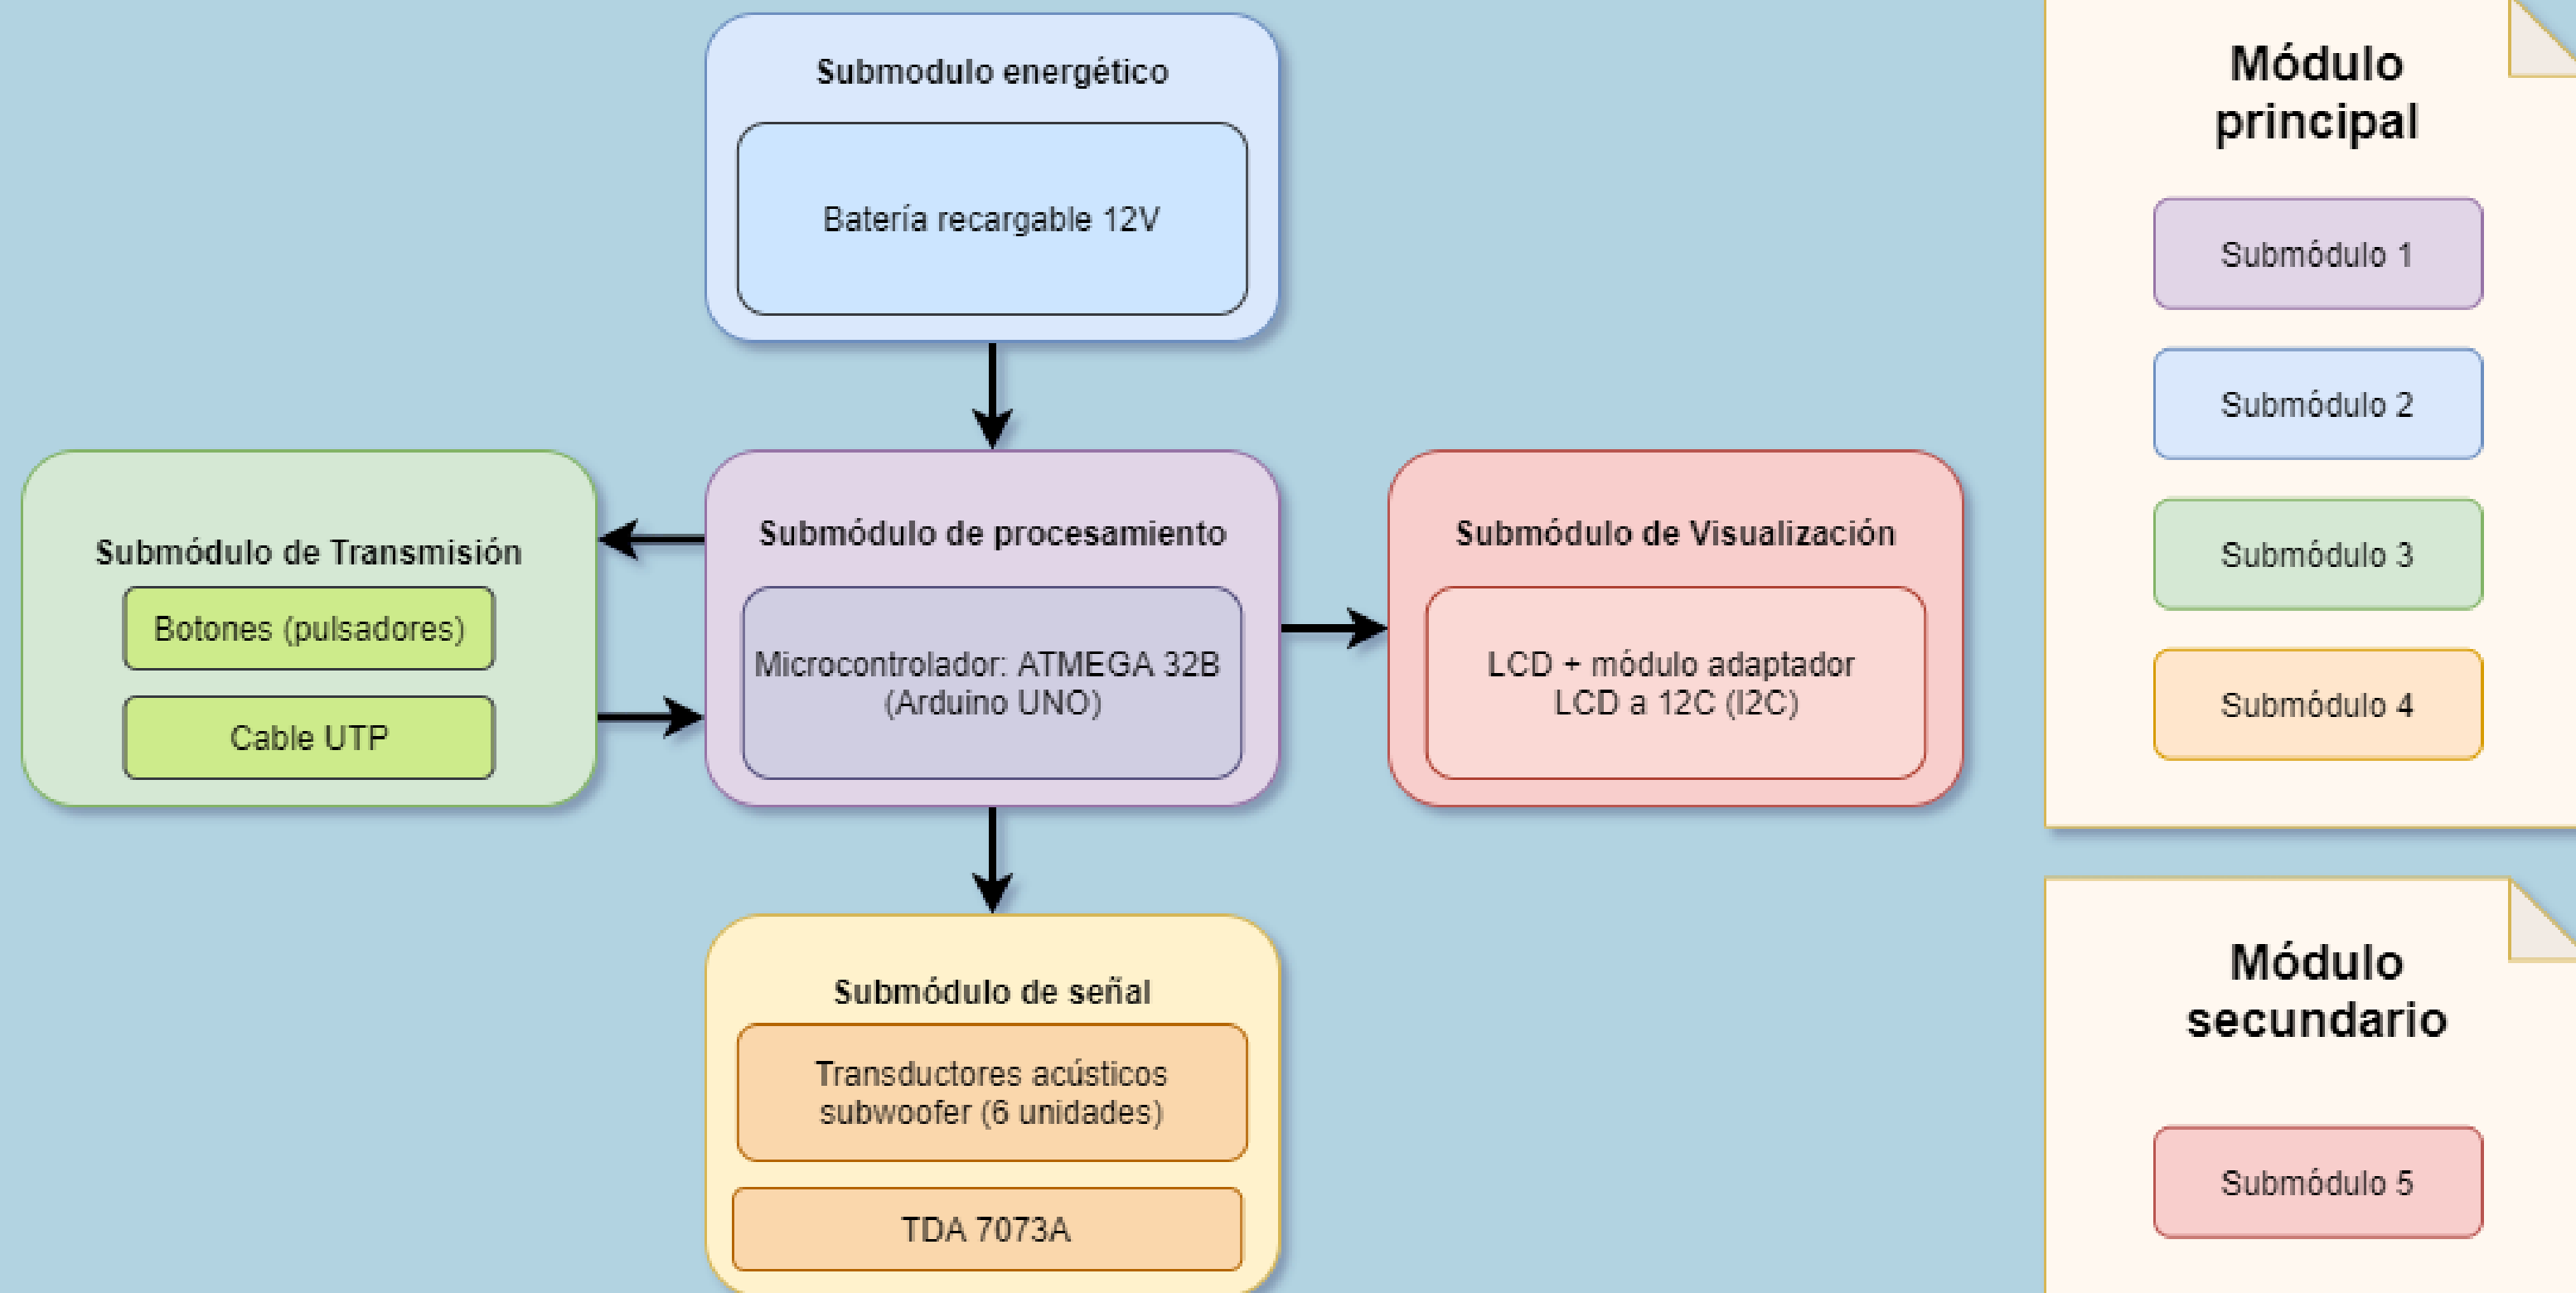 Submodulo energético
Batería recargable 12V
Submódulo de Transmisión
Botones (pulsadores)
Cable UTP
Submódulo de procesamiento
Microcontrolador: ATMEGA 32B
(Arduino UNO)
Submódulo de Visualización
LCD + módulo adaptador
LCD a 12C (I2C)
Submódulo de señal
Transductores acústicos
subwoofer (6 unidades)
TDA 7073A
Módulo
principal
Submódulo 1
Submódulo 2
Submódulo 3
Submódulo 4
Módulo
secundario
Submódulo 5